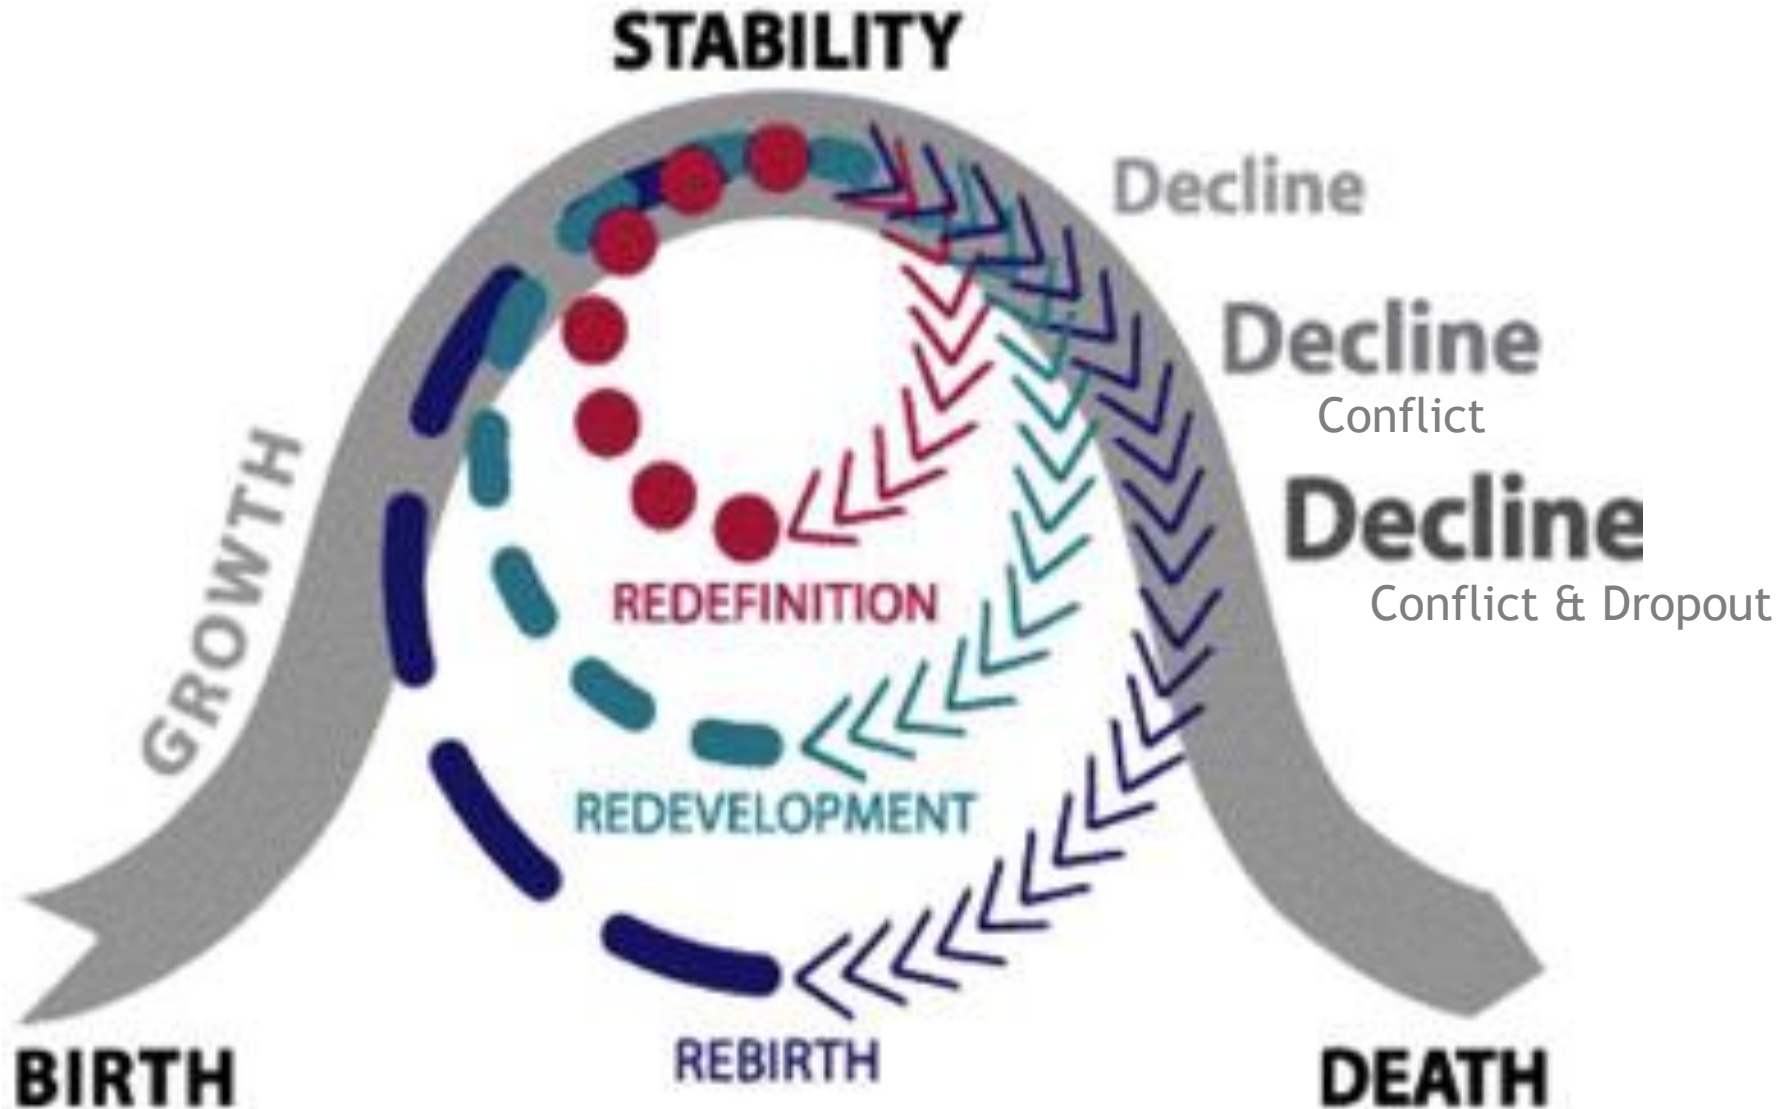 STABILITY
Decline
Decline
Conflict
GROWTH
Decline
Conflict & Dropout
REDEFINITION
REDEVELOPMENT
REBIRTH
BIRTH
DEATH